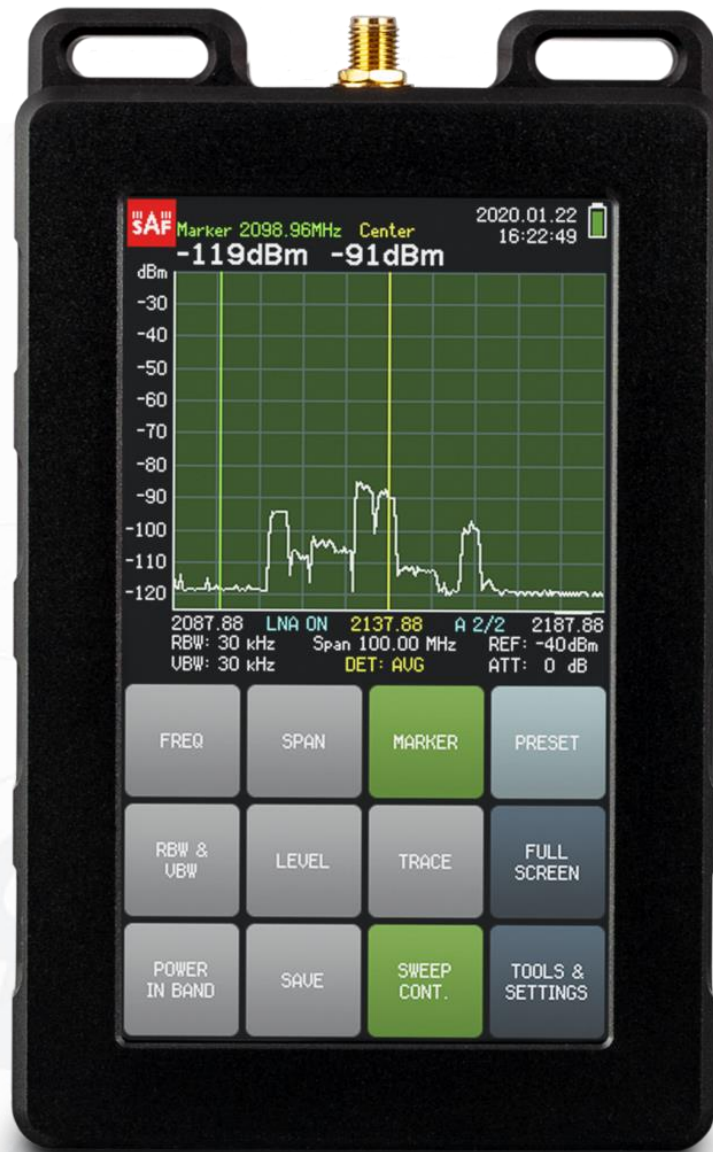 SAF
Marker 2098.96MHz Center
2020.01.22
16:22:49
-119dBm -91dBm
dBm
-30
-40
-50
-60
-70
-80
-90
-100
-110
-120
2087.88 LNA ON 2137.88 A 2/2 2187.88
RBW: 30 kHz Span 100.00 MHz REF: -40dBm
VBW: 30 kHz DET: AVG ATT: 0 dB
FREQ SPAN MARKER PRESET
RBW &
VBW
LEVEL
TRACE
FULL
SCREEN
POWER
IN BAND
SAVE
SWEEP
CONT.
TOOLS &
SETTINGS